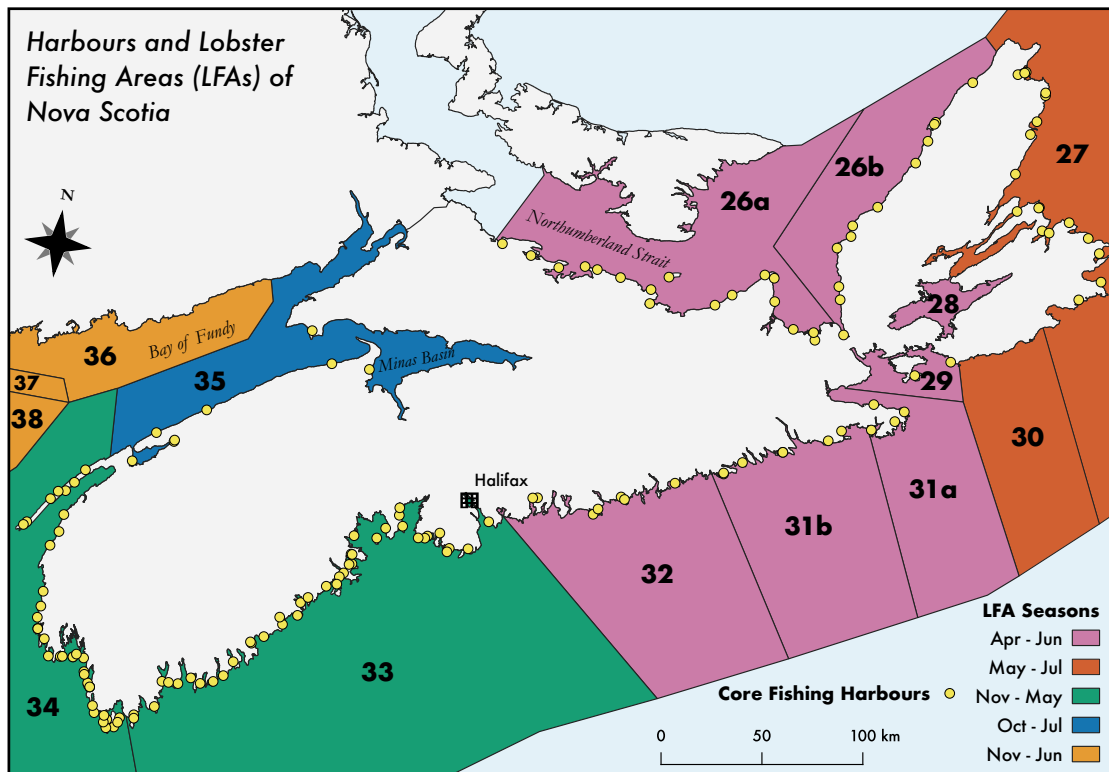 Harbours and Lobster
Fishing Areas (LFAs) of
Nova Scotia
N
27
26b
26a
Northumberland Strait
28
36
Bay of Fundy
37
35
Minas Basin
29
38
30
Halifax
31a
31b
32
33
34
LFA Seasons
Apr - Jun
May - Jul
Core Fishing Harbours
Nov - May
Oct - Jul
Nov - Jun
0 50 100 km